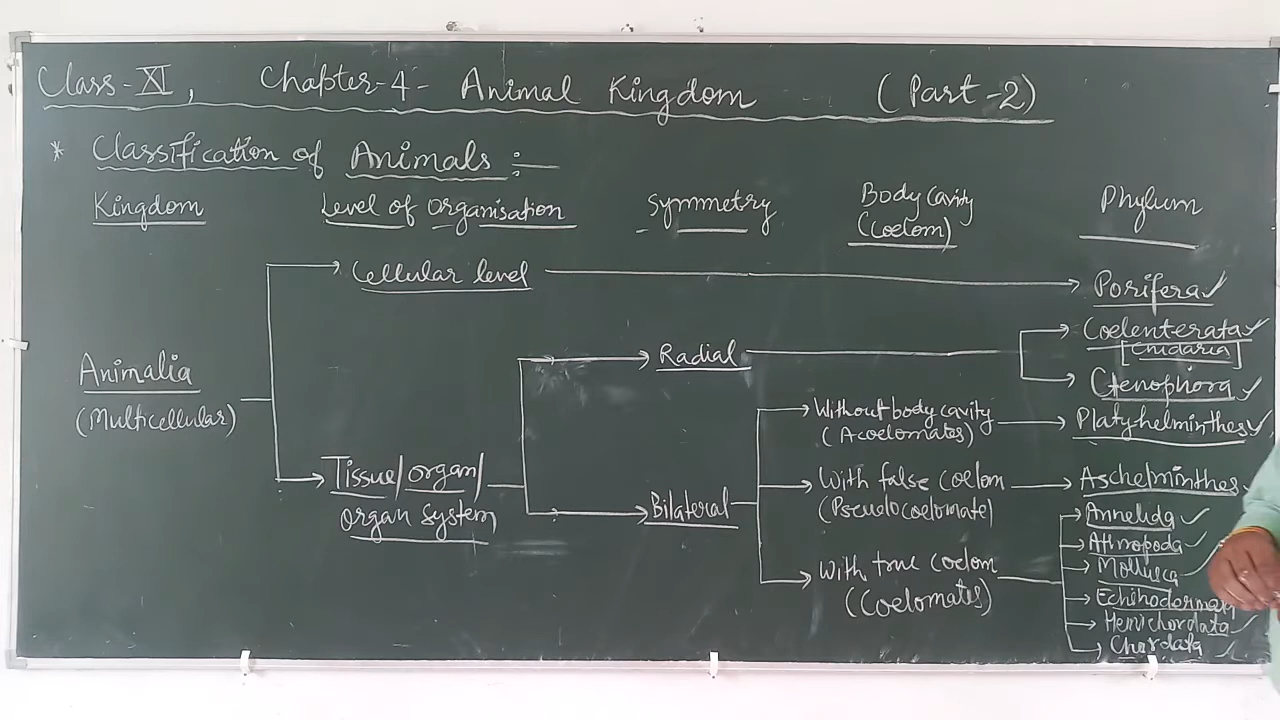 Class-XI, Chapter-4- Animal Kingdom (Part-2)
* Classification of Animals :-
Kingdom Level of organisation Symmetry Body cavity (Coelom) Phylum
Cellular level Porifera
Animalia
(Multicellular)
Tissue/organ/
organ system
Radial
Bilateral
Coelenterata
[Cnidaria]
Ctenophora
Without body cavity
(Acoelomates)
Platyhelminthes
With false coelom
(Pseudocoelomate)
Aschelminthes
With true coelom
(Coelomates)
Annelida
Athropoda
Mollusca
Echinodermata
Hemichordata
Chordata